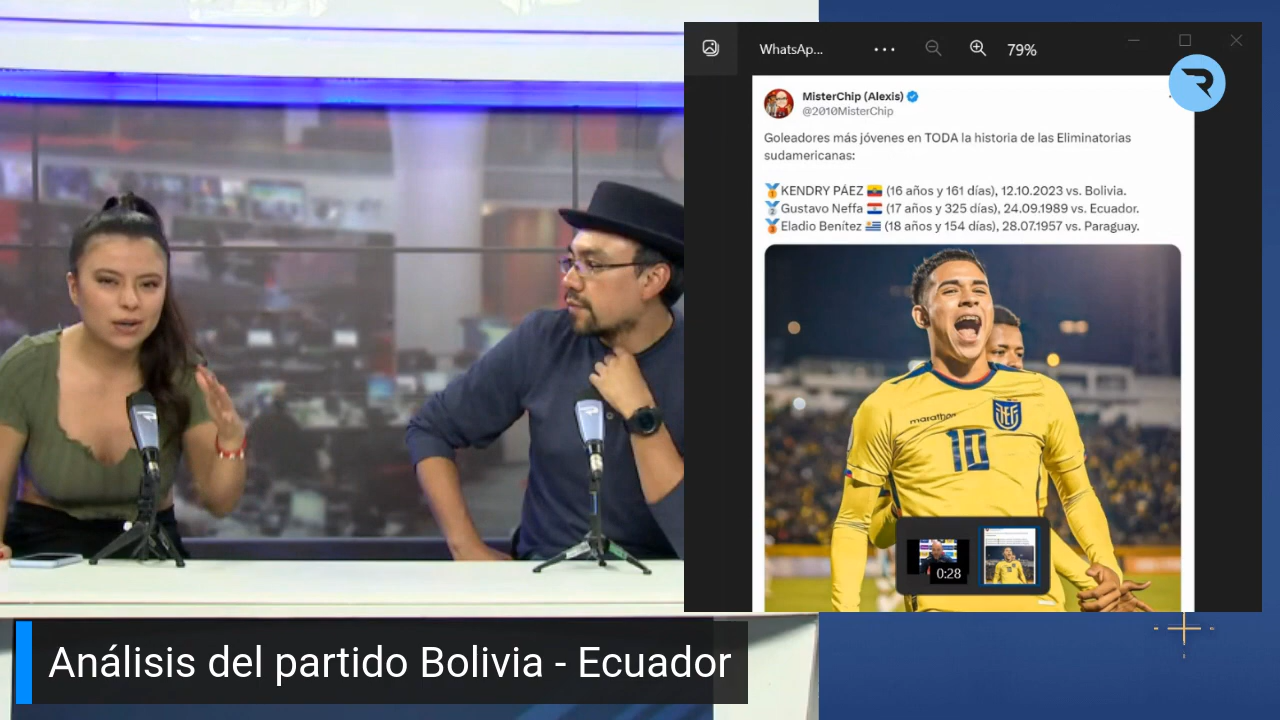 WhatsAp...
79%
MisterChip (Alexis)
@2010MisterChip
Goleadores más jóvenes en TODA la historia de las Eliminatorias
sudamericanas:
🥇KENDRY PÁEZ 🇪🇨 (16 años y 161 días), 12.10.2023 vs. Bolivia.
🥈Gustavo Neffa 🇵🇾 (17 años y 325 días), 24.09.1989 vs. Ecuador.
🥉Eladio Benítez 🇺🇾 (18 años y 154 días), 28.07.1957 vs. Paraguay.
marathon
10
0:28
Análisis del partido Bolivia - Ecuador